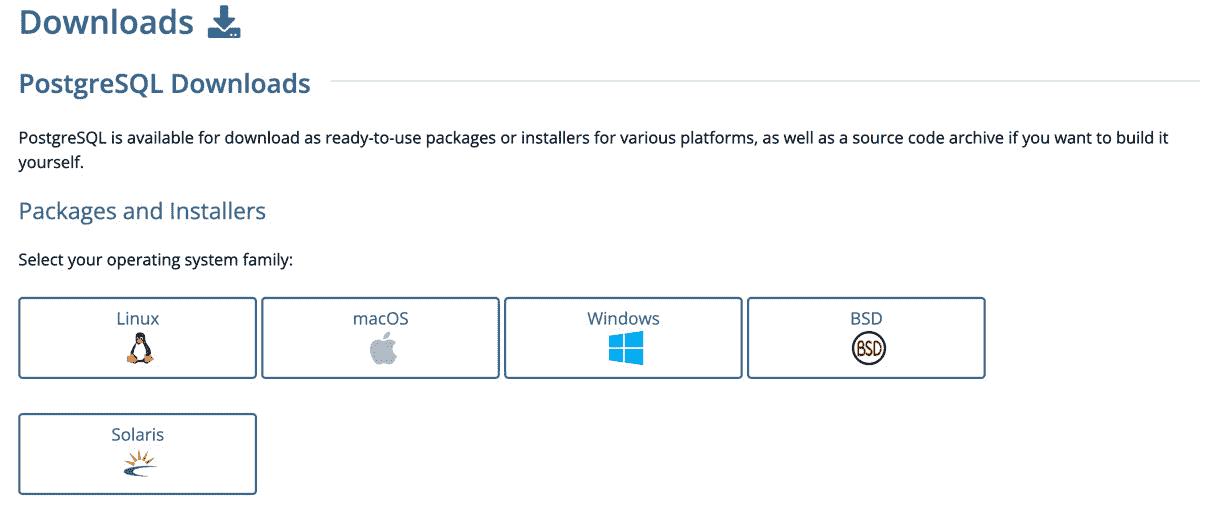 Downloads
PostgreSQL Downloads
PostgreSQL is available for download as ready-to-use packages or installers for various platforms, as well as a source code archive if you want to build it
yourself.
Packages and Installers
Select your operating system family:
Linux
macOS
Windows
BSD
BSD
Solaris